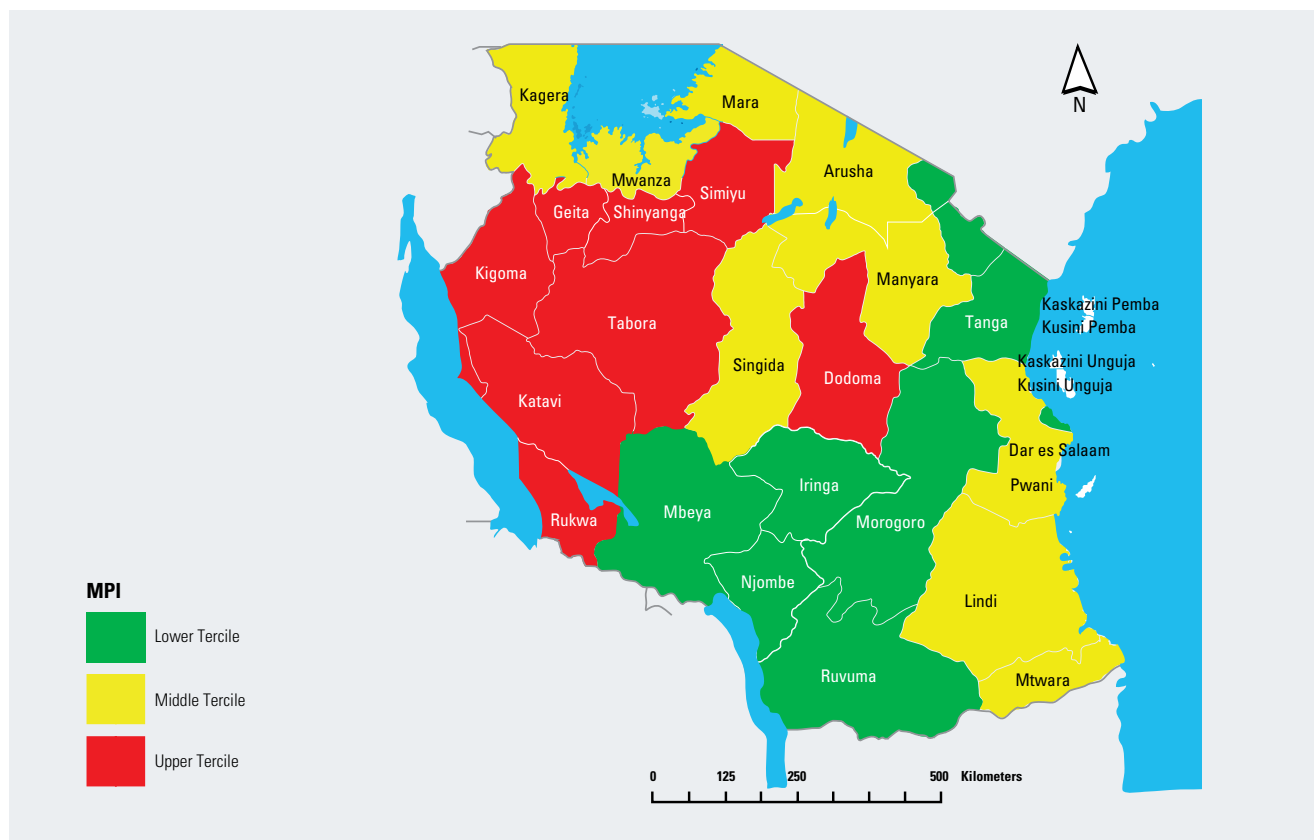 Kagera
Mara
N
Mwanza
Simiyu
Arusha
Geita
Shinyanga
Kigoma
Manyara
Kaskazini Pemba
Tabora
Tanga
Kusini Pemba
Singida
Kaskazini Unguja
Dodoma
Kusini Unguja
Katavi
Dar es Salaam
Iringa
Pwani
Rukwa
Mbeya
Morogoro
Njombe
Lindi
Ruvuma
Mtwara
MPI
Lower Tercile
Middle Tercile
Upper Tercile
0 125 250 500 Kilometers